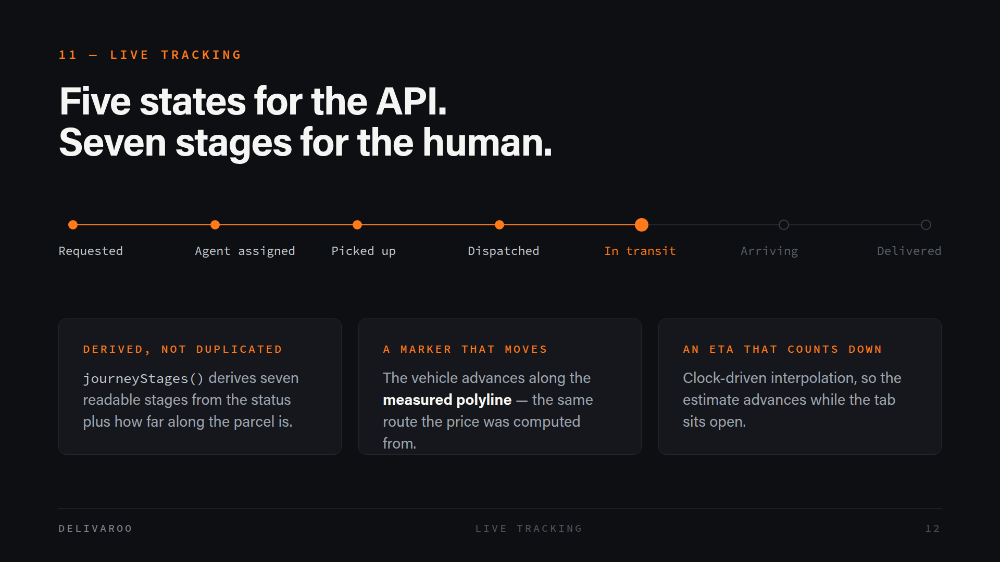 11 — LIVE TRACKING
Five states for the API.
Seven stages for the human.
Requested
Agent assigned
Picked up
Dispatched
In transit
Arriving
Delivered
DERIVED, NOT DUPLICATED
journeyStages() derives seven
readable stages from the status
plus how far along the parcel is.
A MARKER THAT MOVES
The vehicle advances along the
measured polyline — the same
route the price was computed
from.
AN ETA THAT COUNTS DOWN
Clock-driven interpolation, so the
estimate advances while the tab
sits open.
DELIVAROO
LIVE TRACKING
12